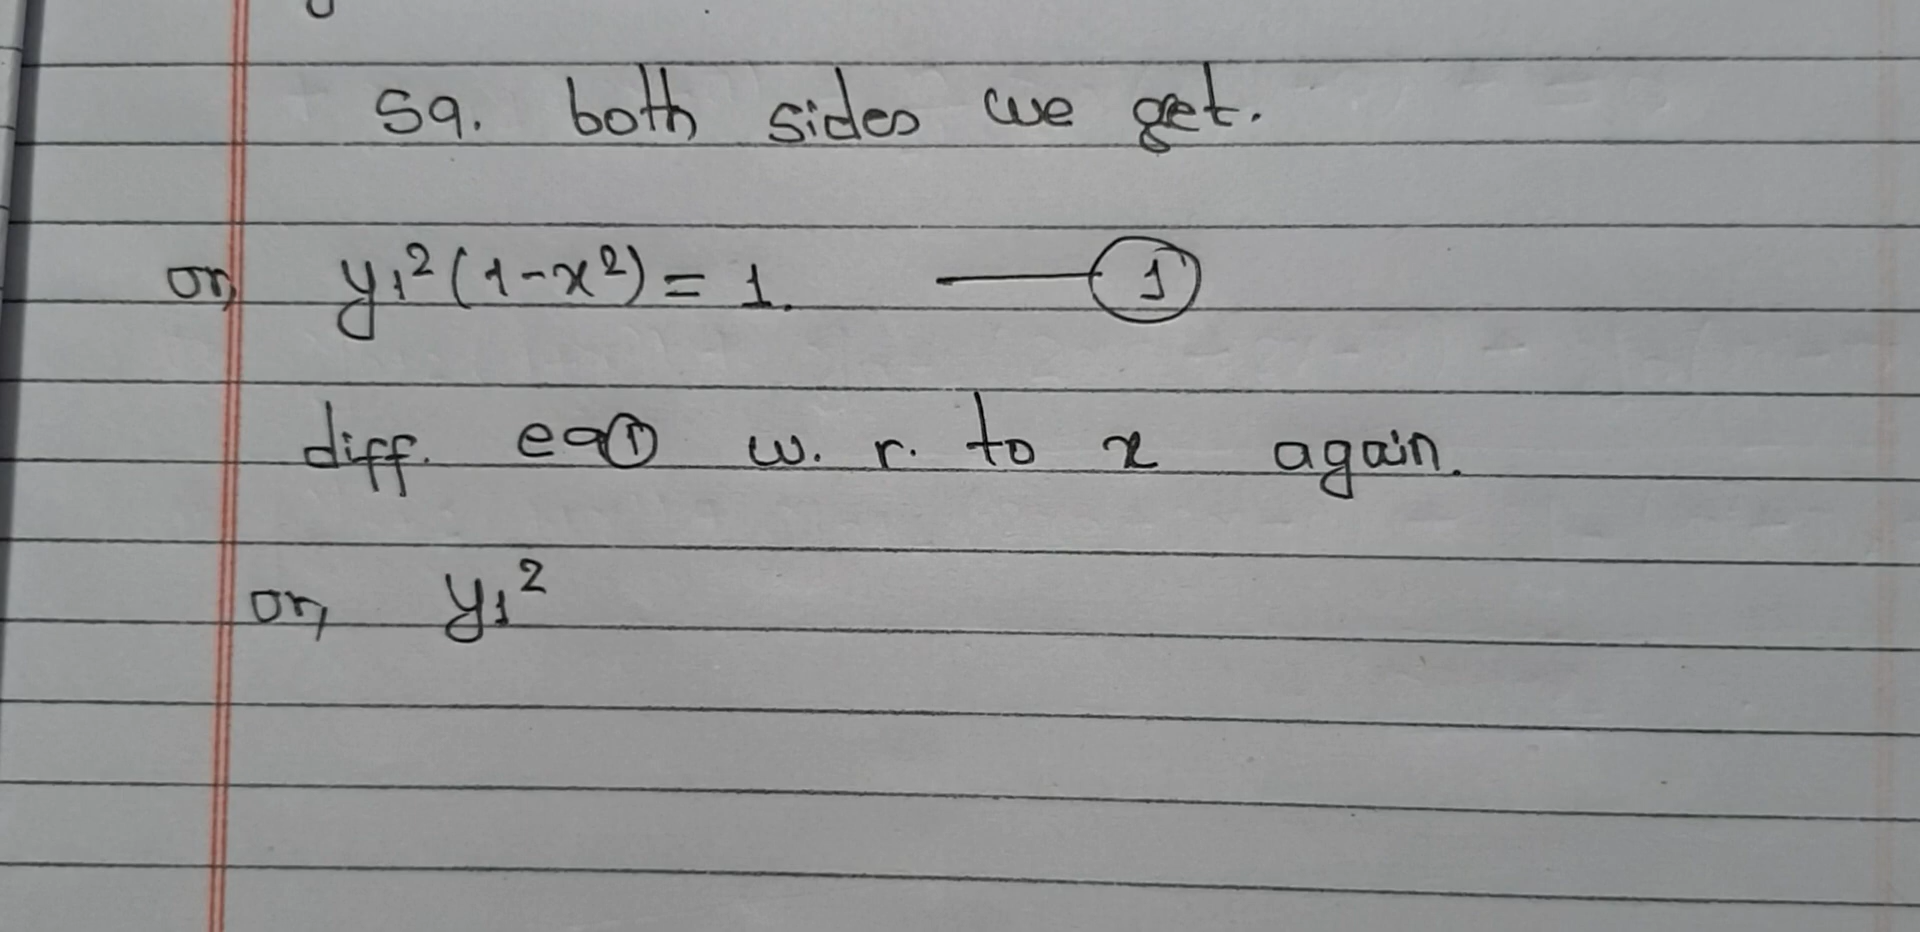 Sq. both sides we get.
or, y₁²(1-x²) = 1. —— ①
diff. eq① w. r. to x again.
or, y₁²